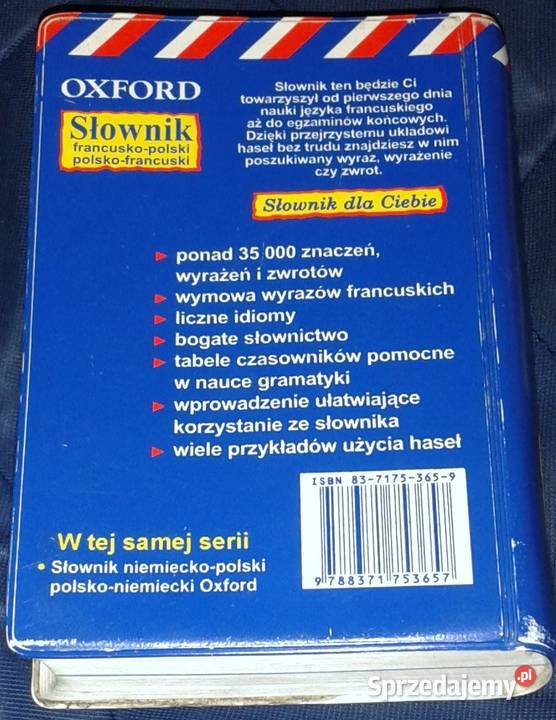 OXFORD
Słownik
francusko-polski
polsko-francuski
Słownik ten będzie Ci
towarzyszył od pierwszego dnia
nauki języka francuskiego
aż do egzaminów końcowych.
Dzięki przejrzystemu układowi
haseł bez trudu znajdziesz w nim
poszukiwany wyraz, wyrażenie
czy zwrot.
Słownik dla Ciebie
ponad 35 000 znaczeń,
wyrażeń i zwrotów
wymowa wyrazów francuskich
liczne idiomy
bogate słownictwo
tabele czasowników pomocne
w nauce gramatyki
wprowadzenie ułatwiające
korzystanie ze słownika
wiele przykładów użycia haseł
ISBN 83-7175-365-9
9 788371 753657
W tej samej serii
• Słownik niemiecko-polski
polsko-niemiecki Oxford
Sprzedajemy.pl